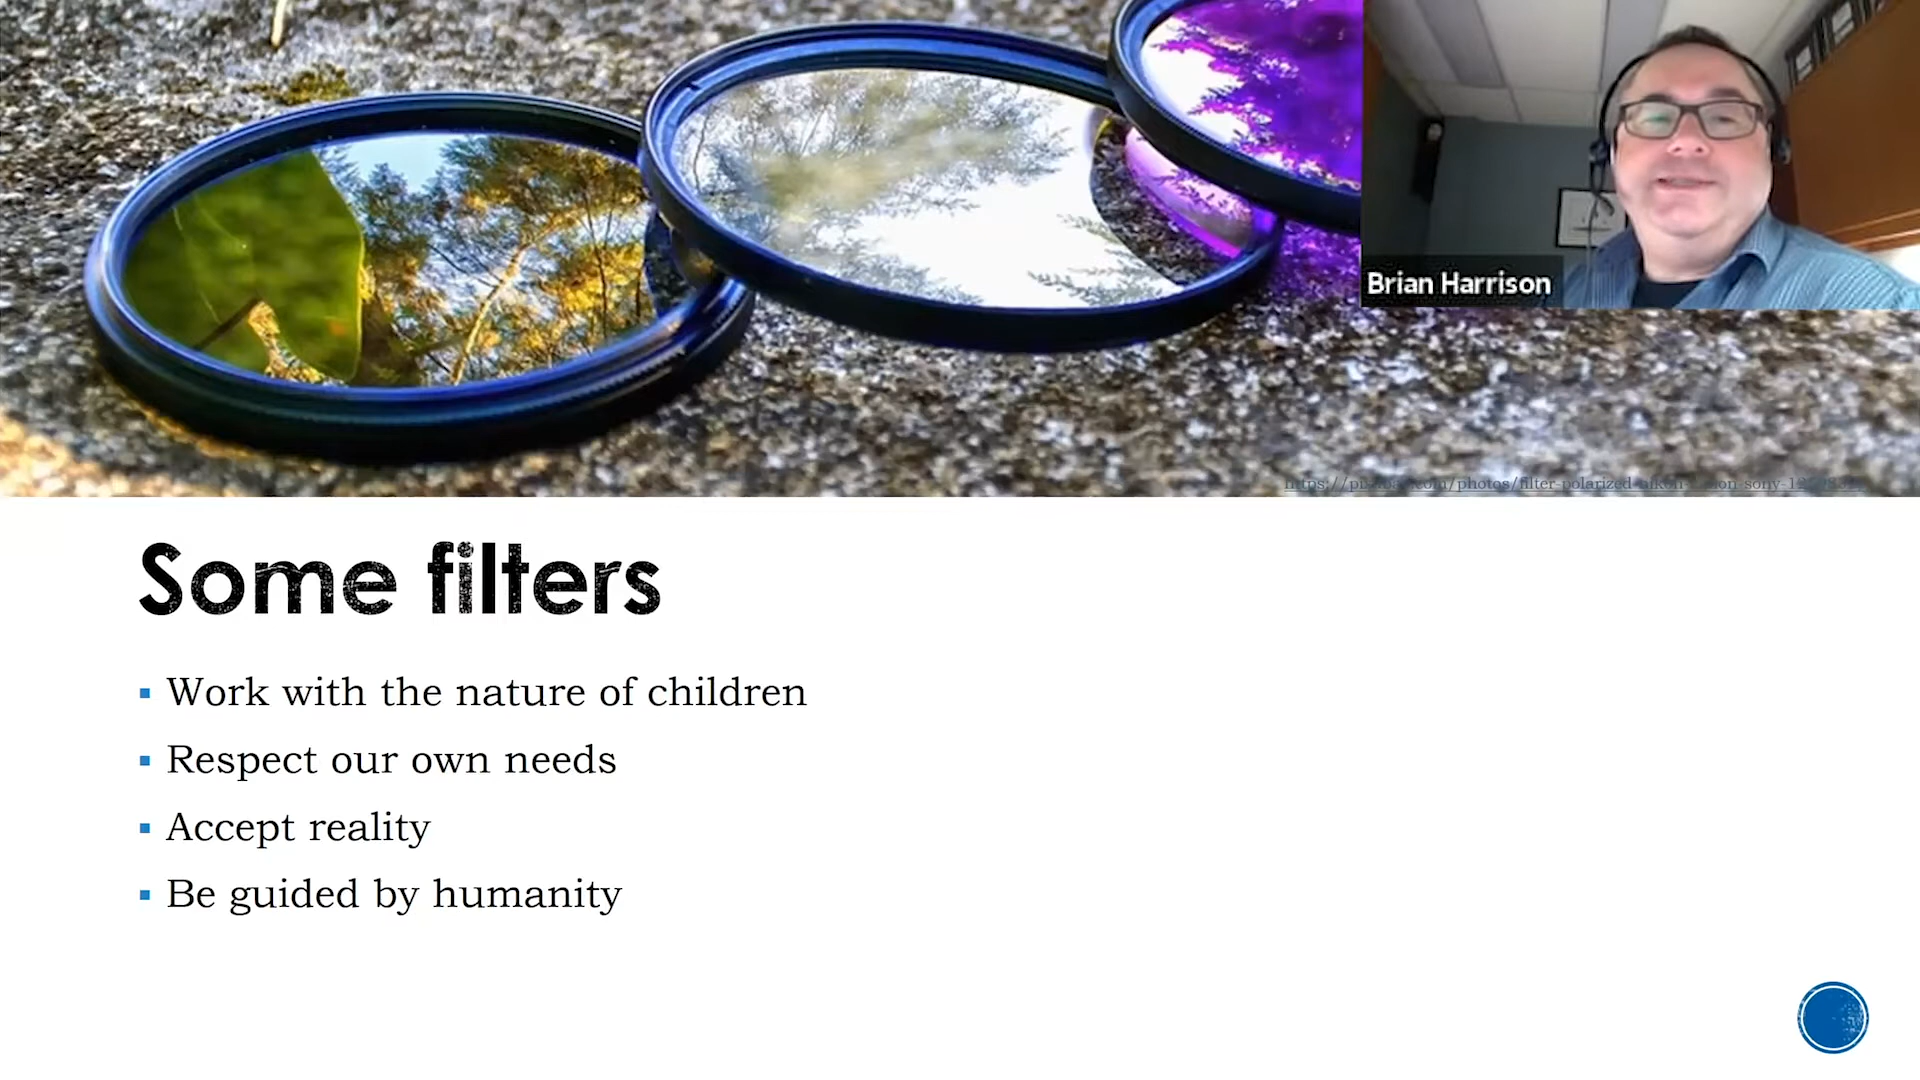 Brian Harrison
Some filters
Work with the nature of children
Respect our own needs
Accept reality
Be guided by humanity